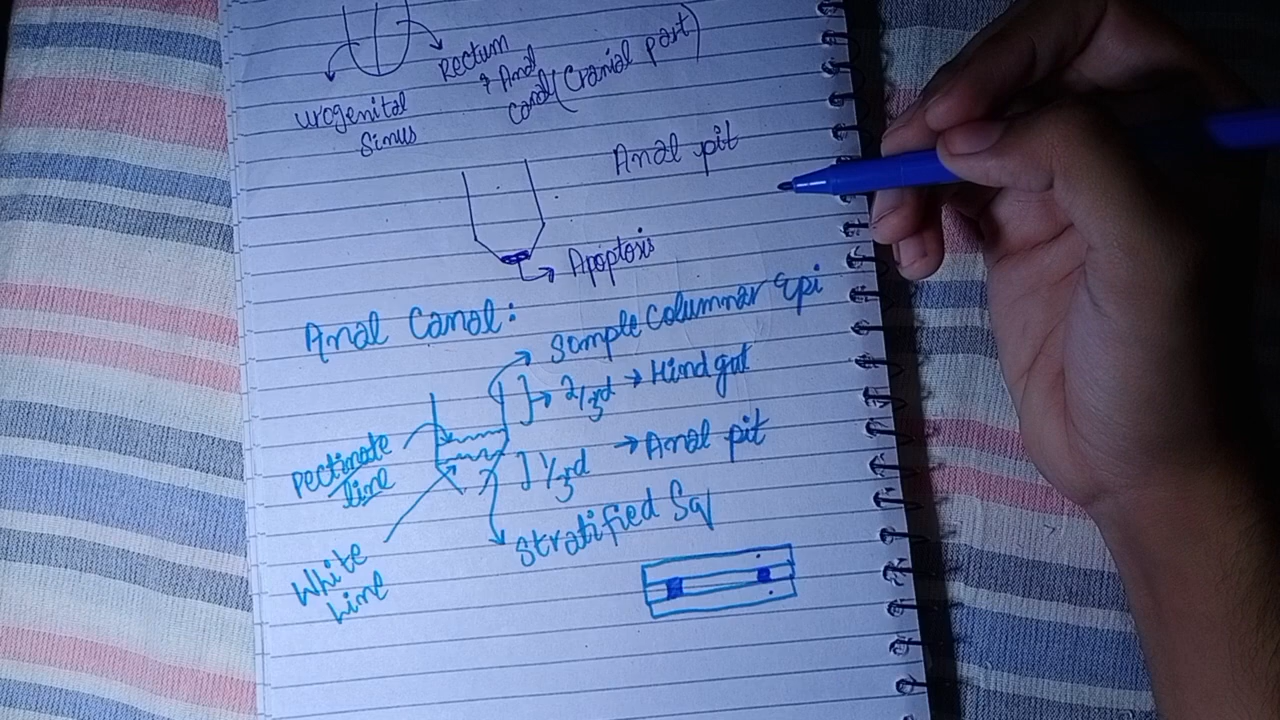 Rectum
& Anal
canal (Cranial part)
urogenital
Sinus
Anal pit
Apoptosis
Anal Canal:
Sample Columnar Epi
2/3rd → Hind gut
Pectinate
line
1/3rd → Anal pit
Stratified Sq
White
Line